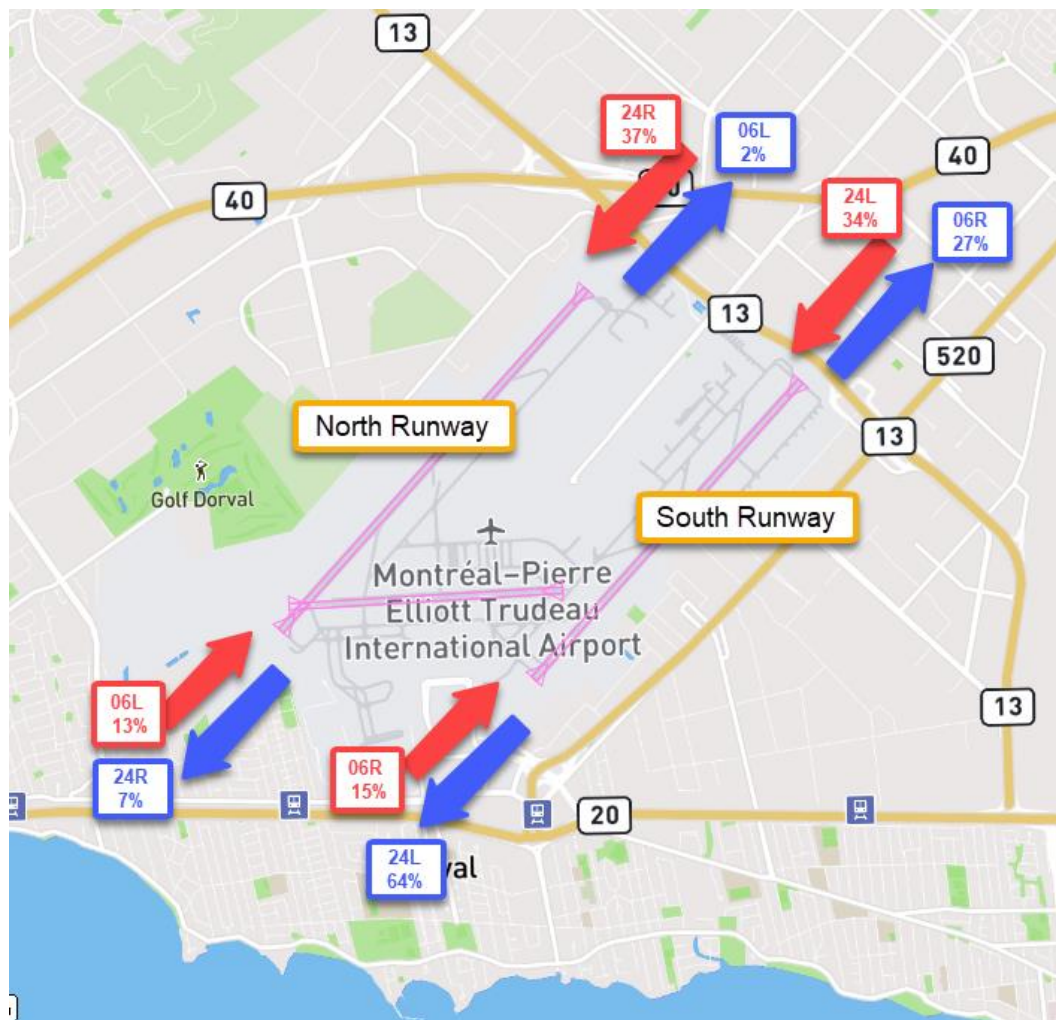 13
24R
37%
06L
2%
40
40
24L
34%
06R
27%
13
520
North Runway
13
Golf Dorval
South Runway
Montréal–Pierre
Elliott Trudeau
International Airport
06L
13%
13
24R
7%
06R
15%
20
24L
64%